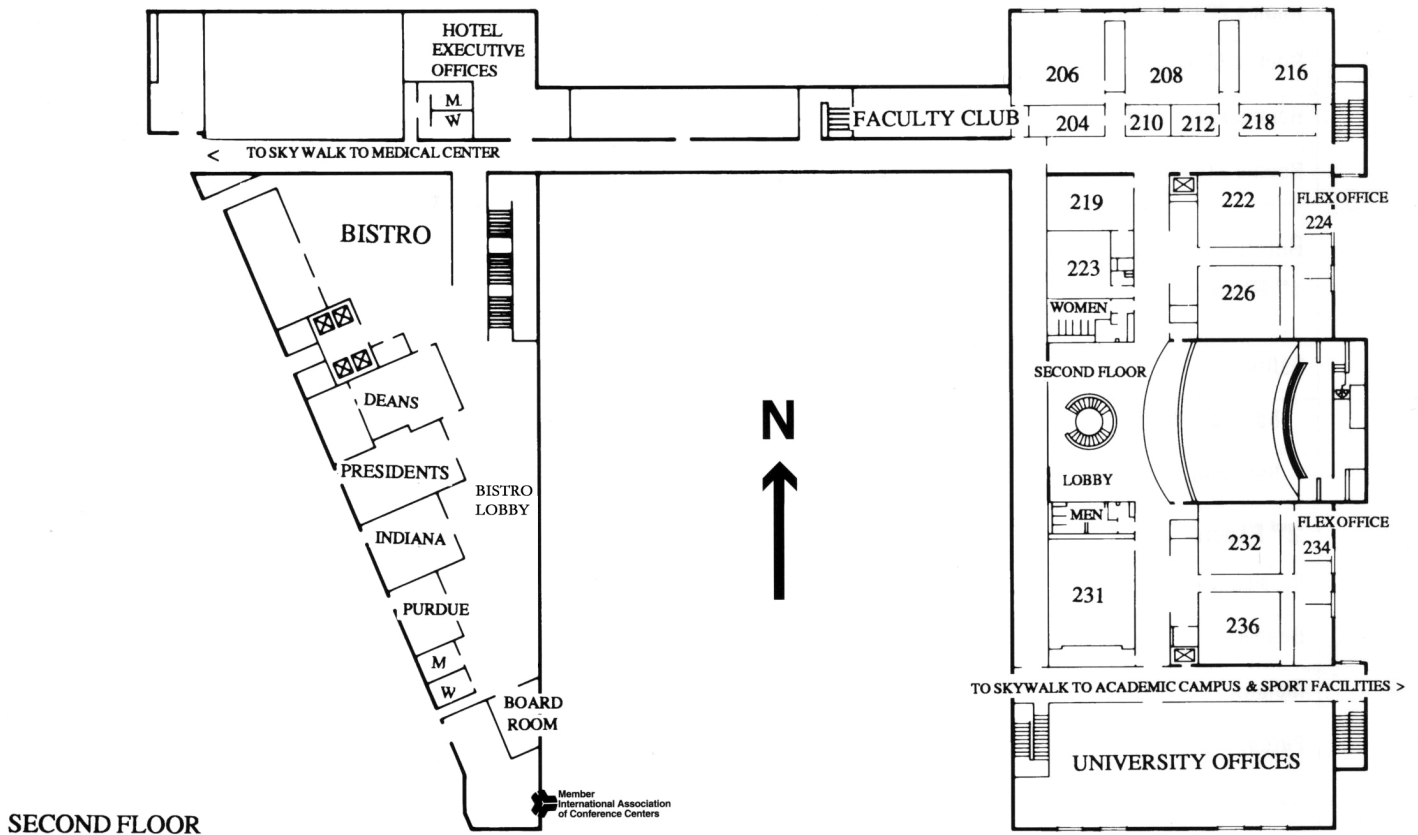 HOTEL
EXECUTIVE
OFFICES
M.
W
FACULTY CLUB
206
208
216
204
210
212
218
< TO SKY WALK TO MEDICAL CENTER
BISTRO
219
222
FLEX OFFICE
224
223
226
WOMEN
SECOND FLOOR
LOBBY
DEANS
PRESIDENTS
BISTRO
LOBBY
INDIANA
PURDUE
M
W
BOARD
ROOM
N
MEN
232
FLEX OFFICE
234
231
236
TO SKYWALK TO ACADEMIC CAMPUS & SPORT FACILITIES >
UNIVERSITY OFFICES
Member
International Association
of Conference Centers
SECOND FLOOR